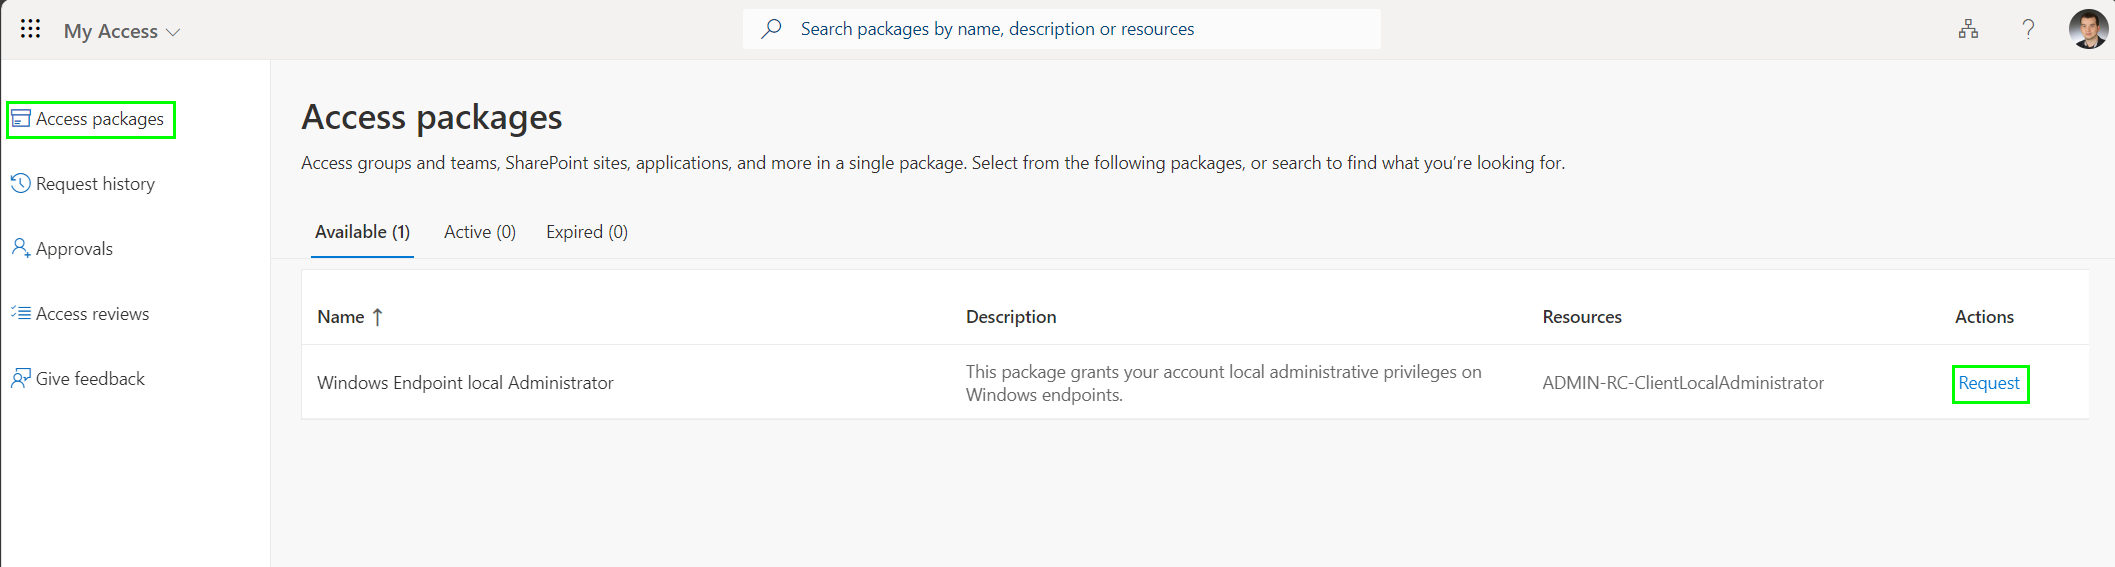 My Access
Search packages by name, description or resources
?
Access packages
Request history
Approvals
Access reviews
Give feedback
Access packages
Access groups and teams, SharePoint sites, applications, and more in a single package. Select from the following packages, or search to find what you’re looking for.
Available (1) Active (0) Expired (0)
Name ↑ Description Resources Actions
Windows Endpoint local Administrator
This package grants your account local administrative privileges on
Windows endpoints.
ADMIN-RC-ClientLocalAdministrator
Request